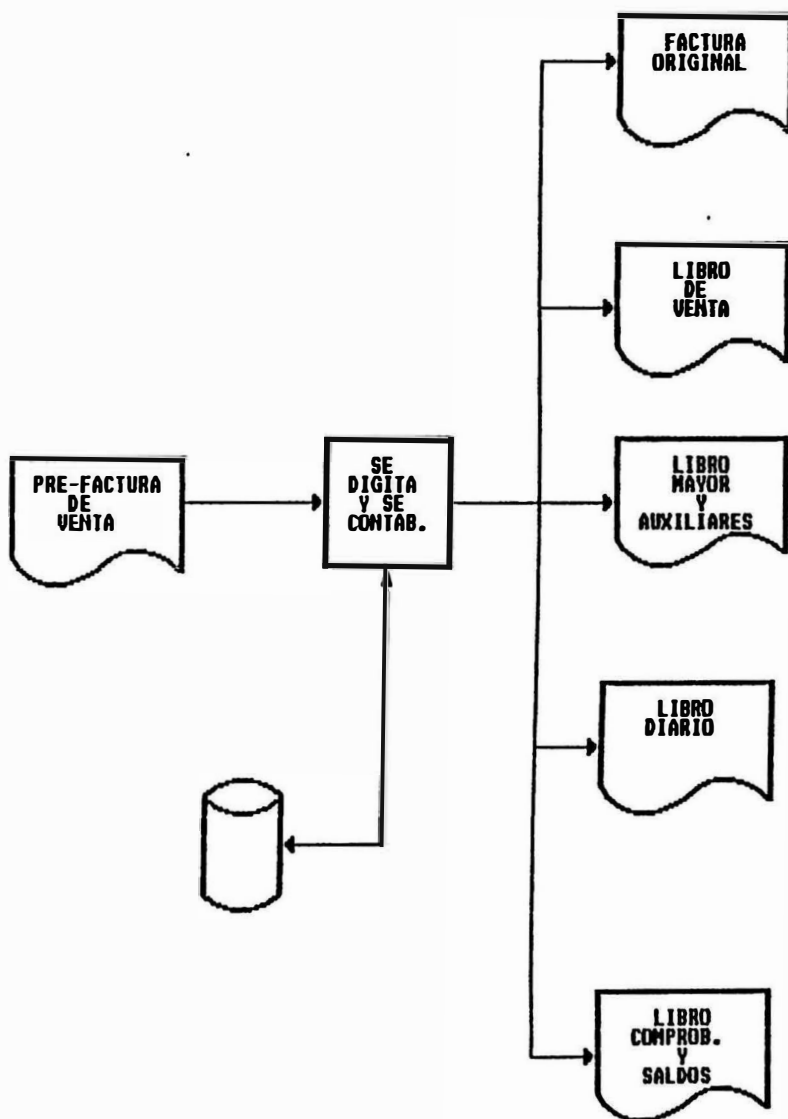 FACTURA
ORIGINAL
LIBRO
DE
VENTA
PRE-FACTURA
DE
VENTA
SE
DIGITA
Y SE
CONTAB.
LIBRO
MAYOR
Y
AUXILIARES
LIBRO
DIARIO
LIBRO
COMPROB.
Y
SALDOS